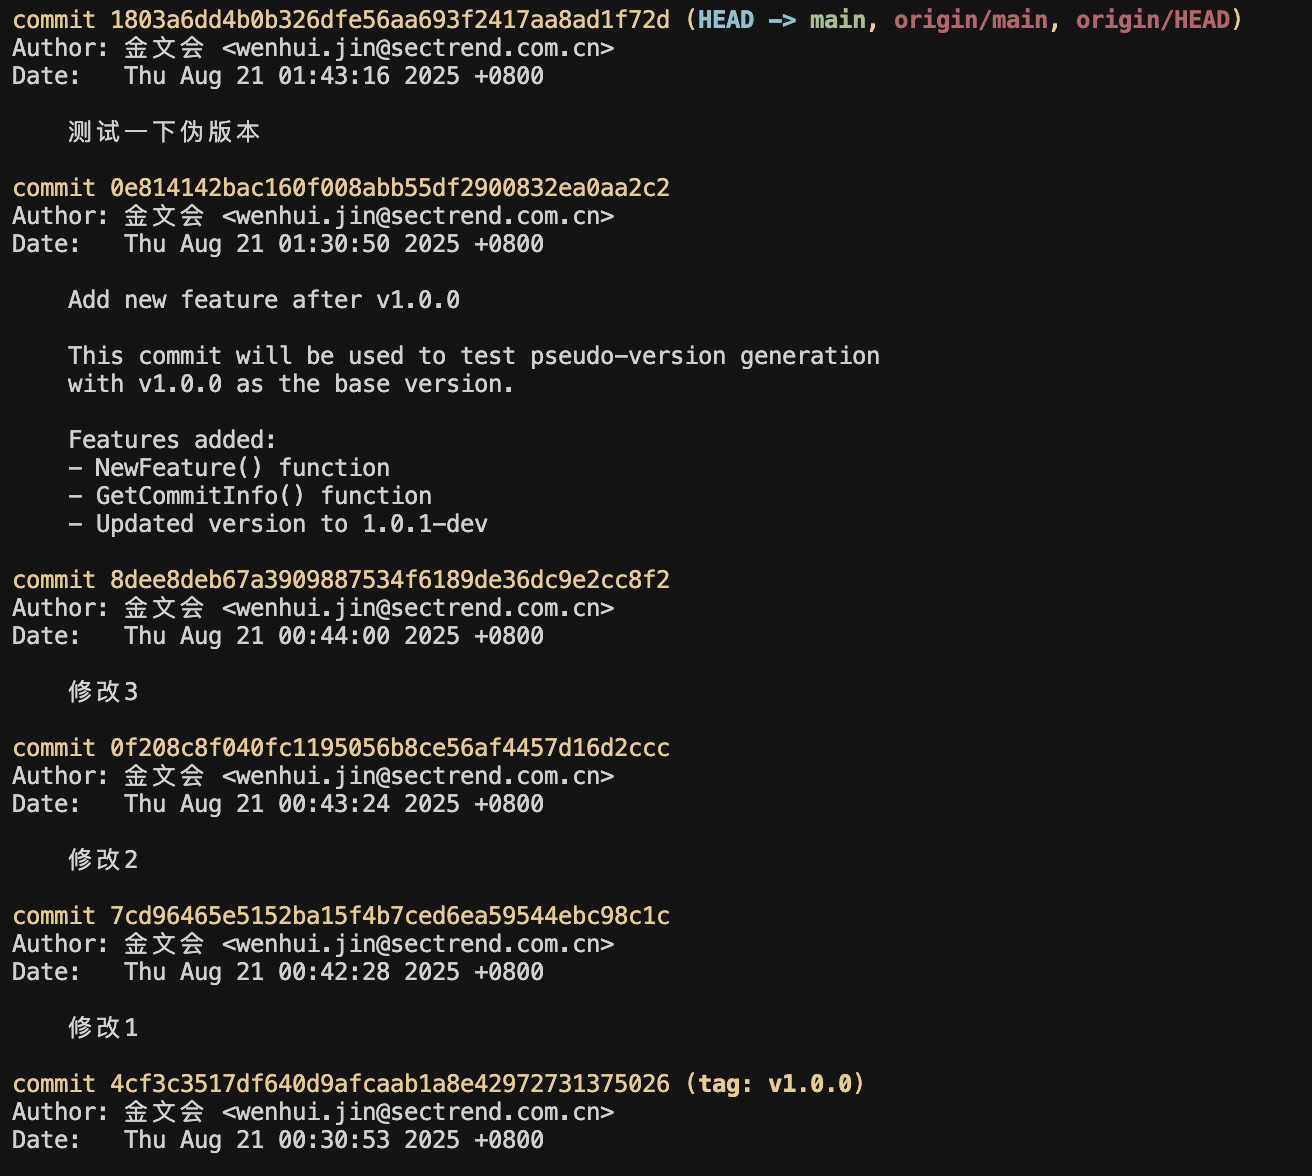 commit 1803a6dd4b0b326dfe56aa693f2417aa8ad1f72d (HEAD -> main, origin/main, origin/HEAD)
Author: 金文会 <wenhui.jin@sectrend.com.cn>
Date:   Thu Aug 21 01:43:16 2025 +0800
    测试一下伪版本
commit 0e814142bac160f008abb55df2900832ea0aa2c2
Author: 金文会 <wenhui.jin@sectrend.com.cn>
Date:   Thu Aug 21 01:30:50 2025 +0800
    Add new feature after v1.0.0
    This commit will be used to test pseudo-version generation
    with v1.0.0 as the base version.
    Features added:
    - NewFeature() function
    - GetCommitInfo() function
    - Updated version to 1.0.1-dev
commit 8dee8deb67a3909887534f6189de36dc9e2cc8f2
Author: 金文会 <wenhui.jin@sectrend.com.cn>
Date:   Thu Aug 21 00:44:00 2025 +0800
    修改3
commit 0f208c8f040fc1195056b8ce56af4457d16d2ccc
Author: 金文会 <wenhui.jin@sectrend.com.cn>
Date:   Thu Aug 21 00:43:24 2025 +0800
    修改2
commit 7cd96465e5152ba15f4b7ced6ea59544ebc98c1c
Author: 金文会 <wenhui.jin@sectrend.com.cn>
Date:   Thu Aug 21 00:42:28 2025 +0800
    修改1
commit 4cf3c3517df640d9afcaab1a8e42972731375026 (tag: v1.0.0)
Author: 金文会 <wenhui.jin@sectrend.com.cn>
Date:   Thu Aug 21 00:30:53 2025 +0800